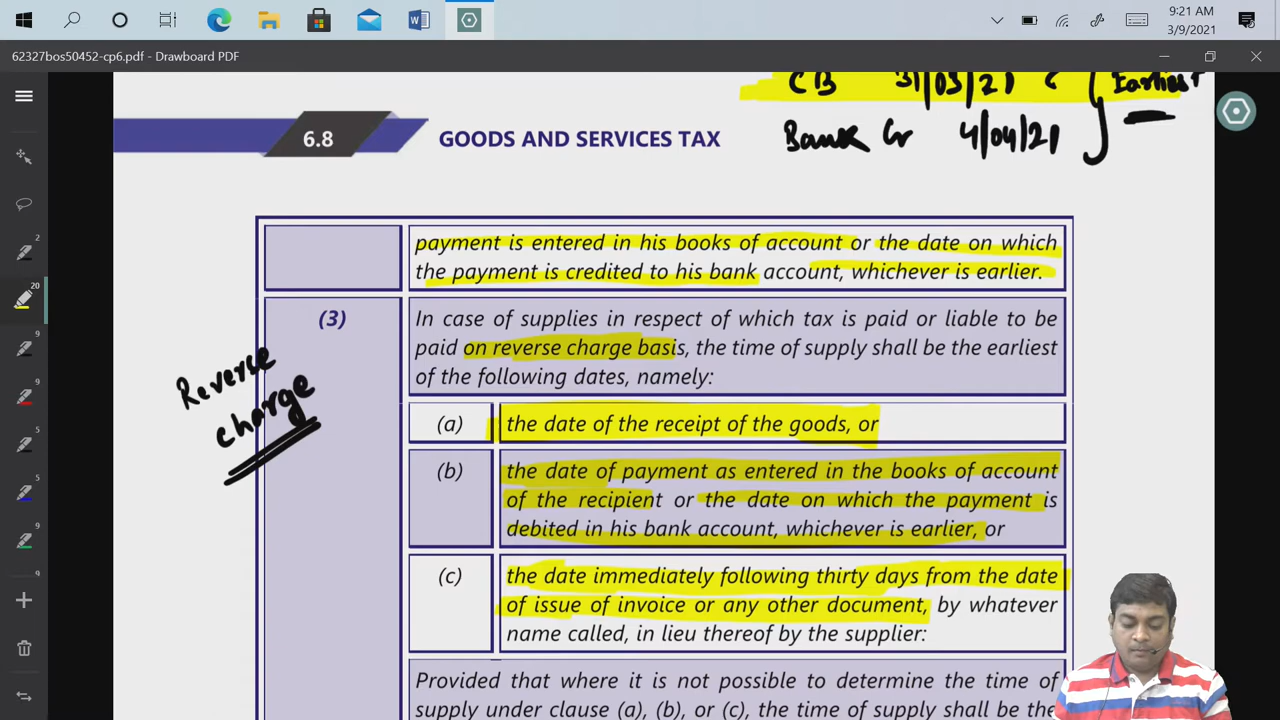 9:21 AM
3/9/2021
62327bos50452-cp6.pdf - Drawboard PDF
CB 31/03/21
Earliest
Bank Cr 4/04/21
6.8
GOODS AND SERVICES TAX
payment is entered in his books of account or the date on which
the payment is credited to his bank account, whichever is earlier.
(3)
In case of supplies in respect of which tax is paid or liable to be
paid on reverse charge basis, the time of supply shall be the earliest
of the following dates, namely:
Reverse
charge
(a) the date of the receipt of the goods, or
(b) the date of payment as entered in the books of account
of the recipient or the date on which the payment is
debited in his bank account, whichever is earlier, or
(c) the date immediately following thirty days from the date
of issue of invoice or any other document, by whatever
name called, in lieu thereof by the supplier:
Provided that where it is not possible to determine the time of
supply under clause (a), (b), or (c), the time of supply shall be the
2
20
9
9
5
5
9
9